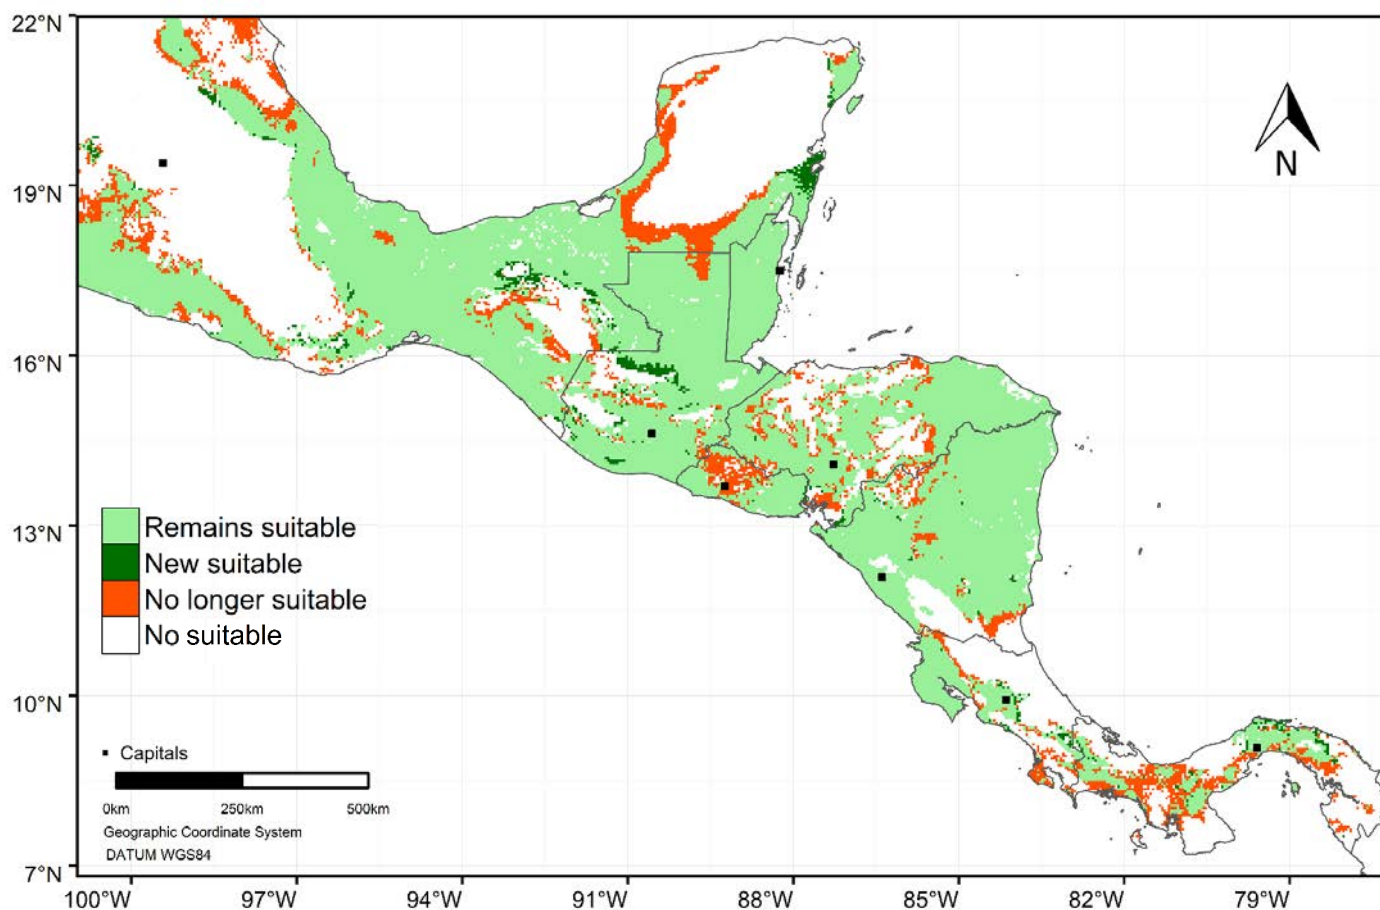 22°N
19°N
16°N
13°N
10°N
7°N
N
Remains suitable
New suitable
No longer suitable
No suitable
Capitals
0km 250km 500km
Geographic Coordinate System
DATUM WGS84
100°W 97°W 94°W 91°W 88°W 85°W 82°W 79°W